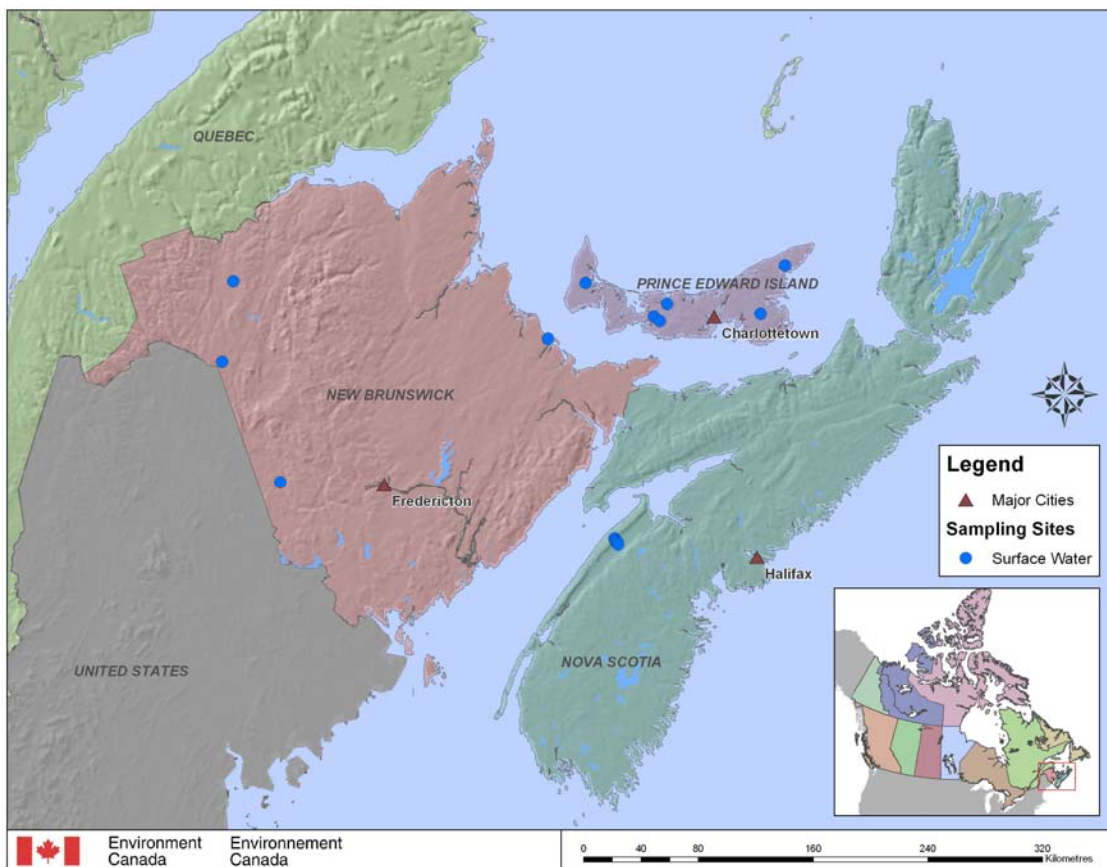 QUEBEC
PRINCE EDWARD ISLAND
Charlottetown
NEW BRUNSWICK
Fredericton
Halifax
NOVA SCOTIA
UNITED STATES
Legend
Major Cities
Sampling Sites
Surface Water
Environment Canada
Environnement Canada
0 40 80 160 240 320
Kilometres